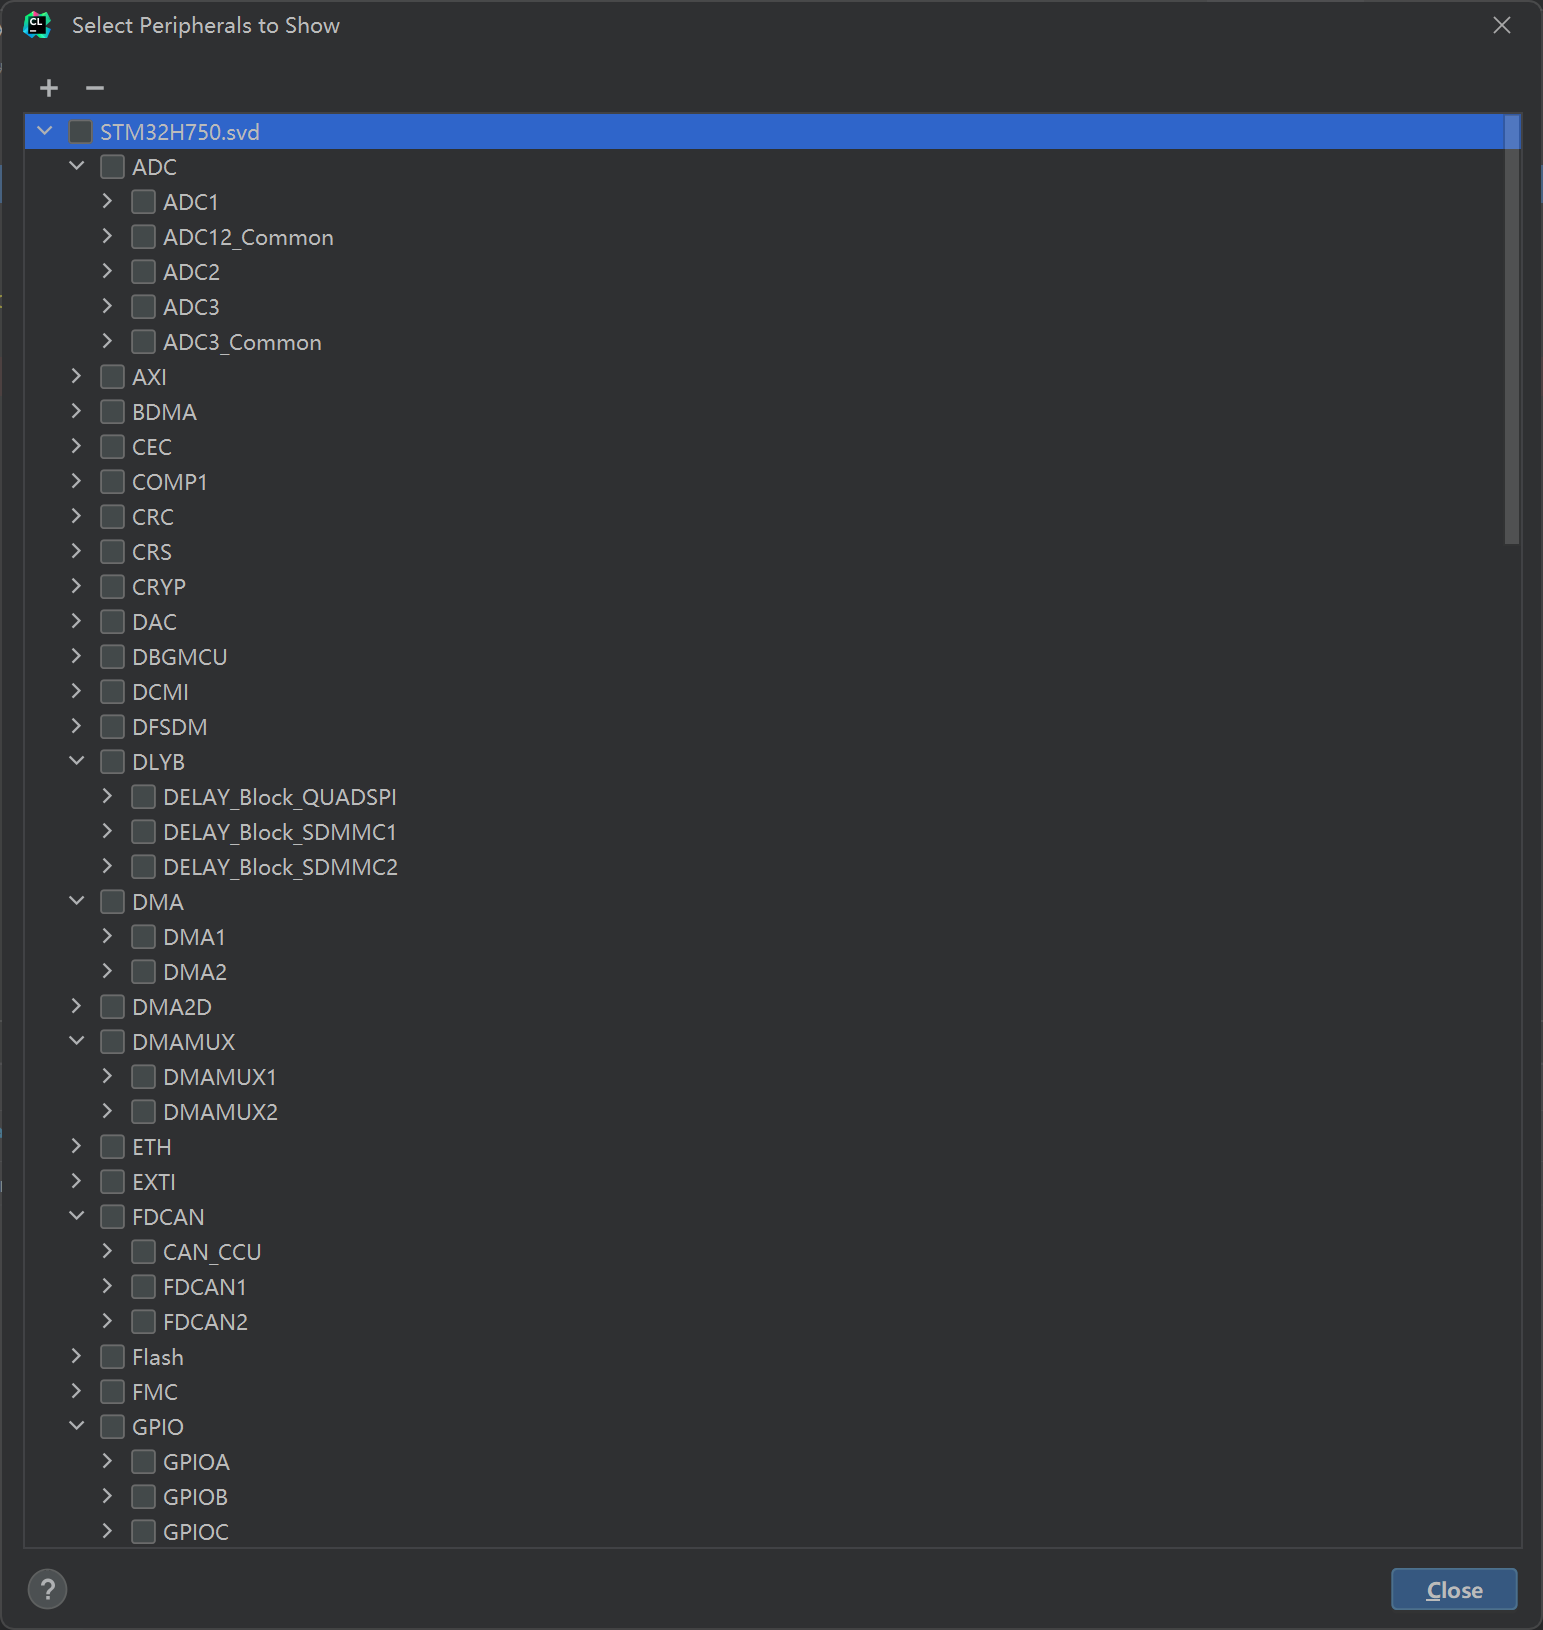 CL
Select Peripherals to Show
STM32H750.svd
ADC
ADC1
ADC12_Common
ADC2
ADC3
ADC3_Common
AXI
BDMA
CEC
COMP1
CRC
CRS
CRYP
DAC
DBGMCU
DCMI
DFSDM
DLYB
DELAY_Block_QUADSPI
DELAY_Block_SDMMC1
DELAY_Block_SDMMC2
DMA
DMA1
DMA2
DMA2D
DMAMUX
DMAMUX1
DMAMUX2
ETH
EXTI
FDCAN
CAN_CCU
FDCAN1
FDCAN2
Flash
FMC
GPIO
GPIOA
GPIOB
GPIOC
?
Close